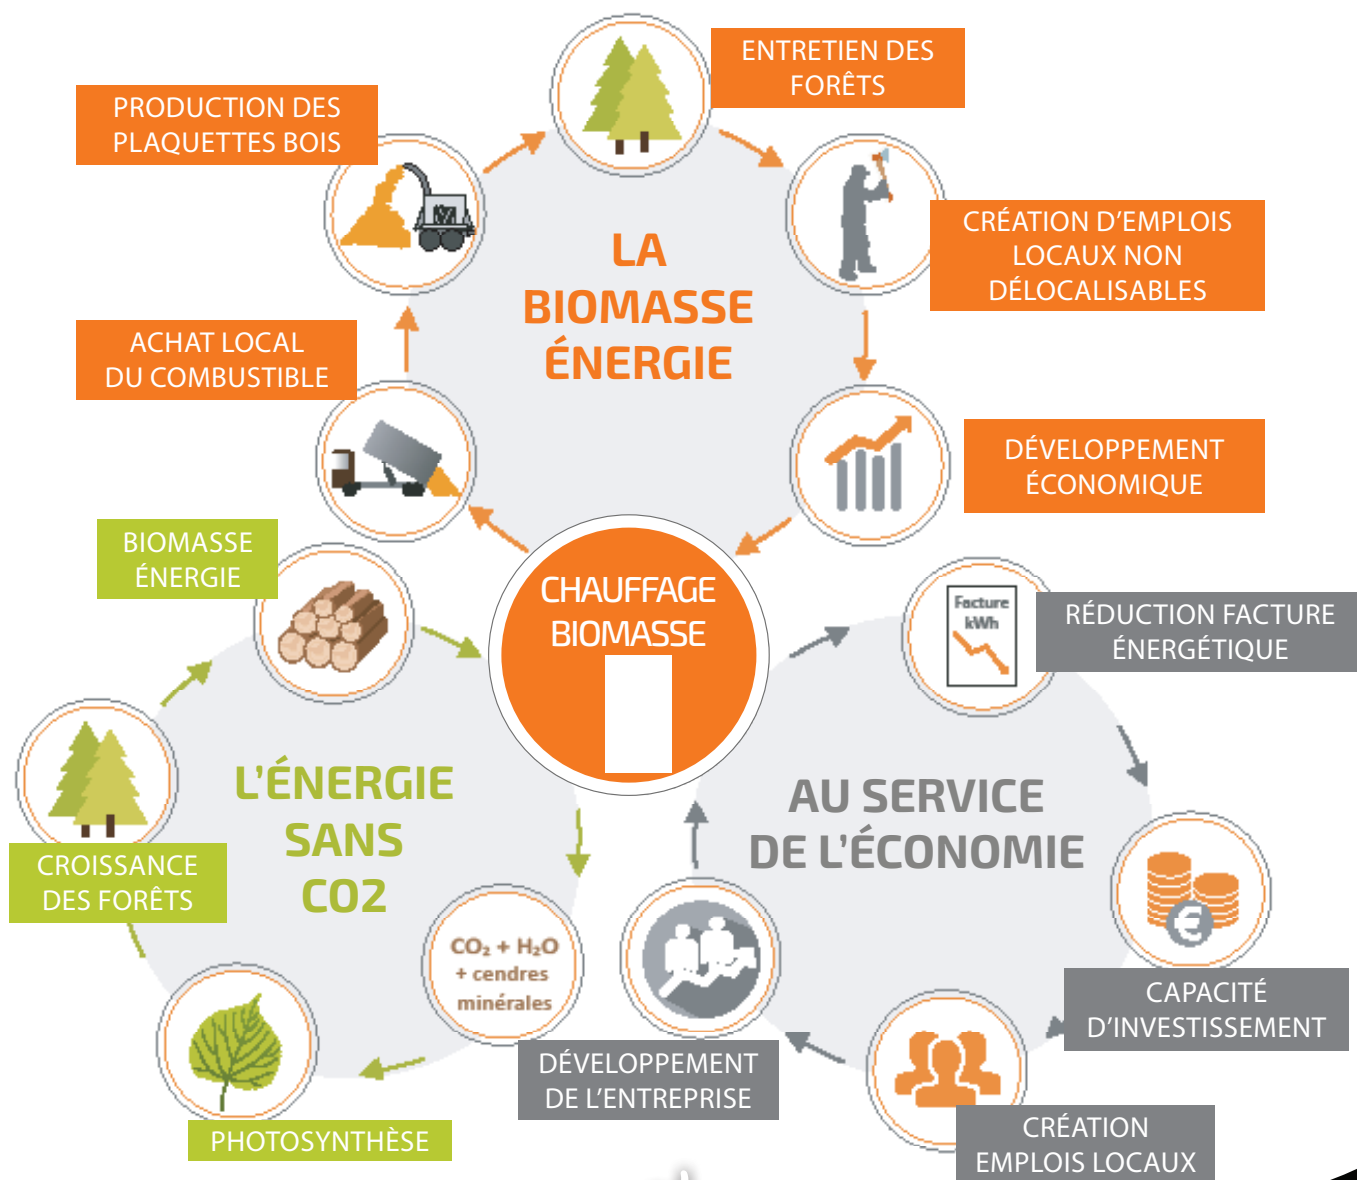 ENTRETIEN DES
FORÊTS
PRODUCTION DES
PLAQUETTES BOIS
CRÉATION D'EMPLOIS
LOCAUX NON
DÉLOCALISABLES
LA
BIOMASSE
ÉNERGIE
ACHAT LOCAL
DU COMBUSTIBLE
DÉVELOPPEMENT
ÉCONOMIQUE
BIOMASSE
ÉNERGIE
CHAUFFAGE
BIOMASSE
Facture
kWh
RÉDUCTION FACTURE
ÉNERGÉTIQUE
L'ÉNERGIE
SANS
CO2
AU SERVICE
DE L'ÉCONOMIE
CROISSANCE
DES FORÊTS
CO₂ + H₂O
+ cendres
minérales
€
CAPACITÉ
D'INVESTISSEMENT
DÉVELOPPEMENT
DE L'ENTREPRISE
PHOTOSYNTHÈSE
CRÉATION
EMPLOIS LOCAUX